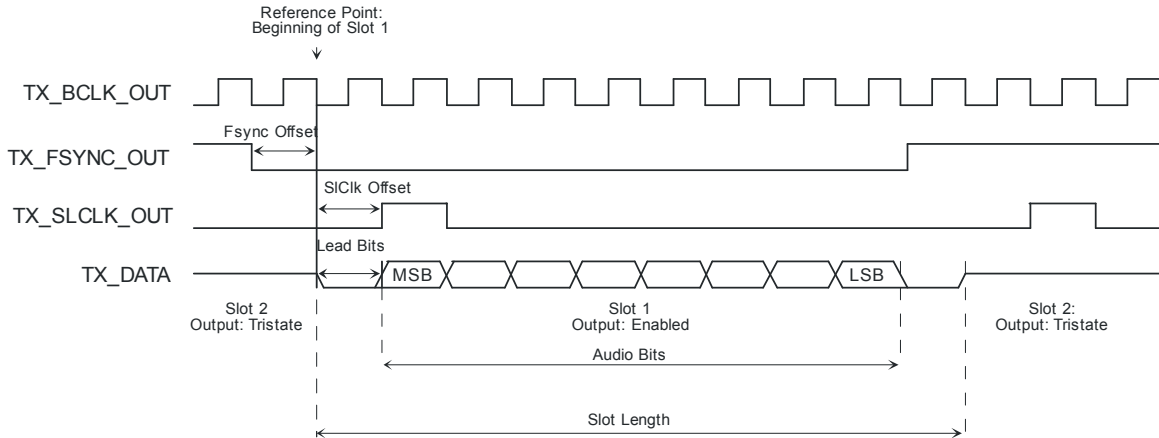 Reference Point:
Beginning of Slot 1
TX_BCLK_OUT
Fsync Offset
TX_FSYNC_OUT
SlClk Offset
TX_SLCLK_OUT
Lead Bits
TX_DATA
MSB
LSB
Slot 2
Output: Tristate
Slot 1
Output: Enabled
Slot 2:
Output: Tristate
Audio Bits
Slot Length